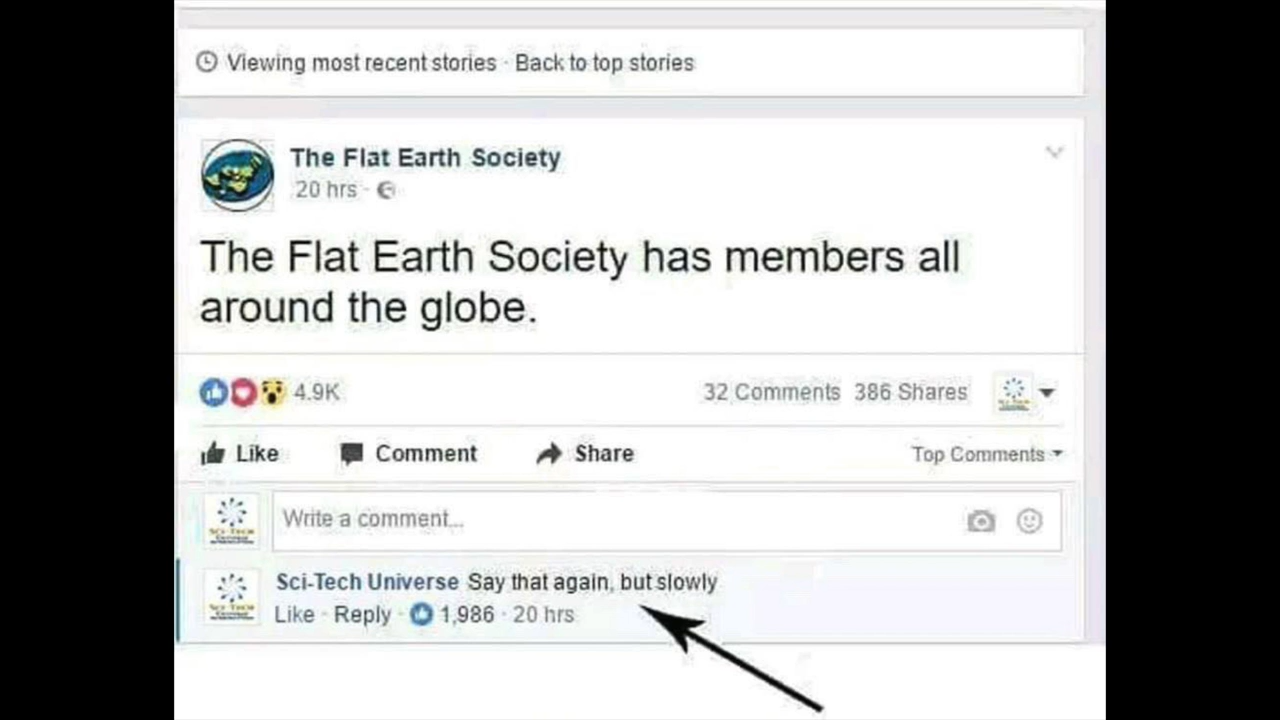 Viewing most recent stories · Back to top stories
The Flat Earth Society
20 hrs ·
The Flat Earth Society has members all
around the globe.
4.9K 32 Comments 386 Shares
Like Comment Share Top Comments
Write a comment...
Sci-Tech Universe Say that again, but slowly
Like · Reply · 1,986 · 20 hrs